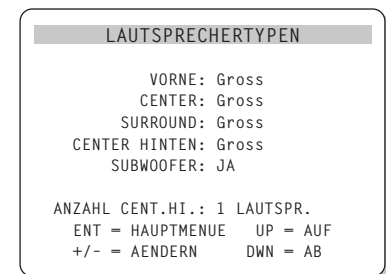 LAUTSPRECHERTYPEN
VORNE: Gross
CENTER: Gross
SURROUND: Gross
CENTER HINTEN: Gross
SUBWOOFER: JA
ANZAHL CENT.HI.: 1 LAUTSPR.
ENT = HAUPTMENUE UP = AUF
+/- = AENDERN DWN = AB